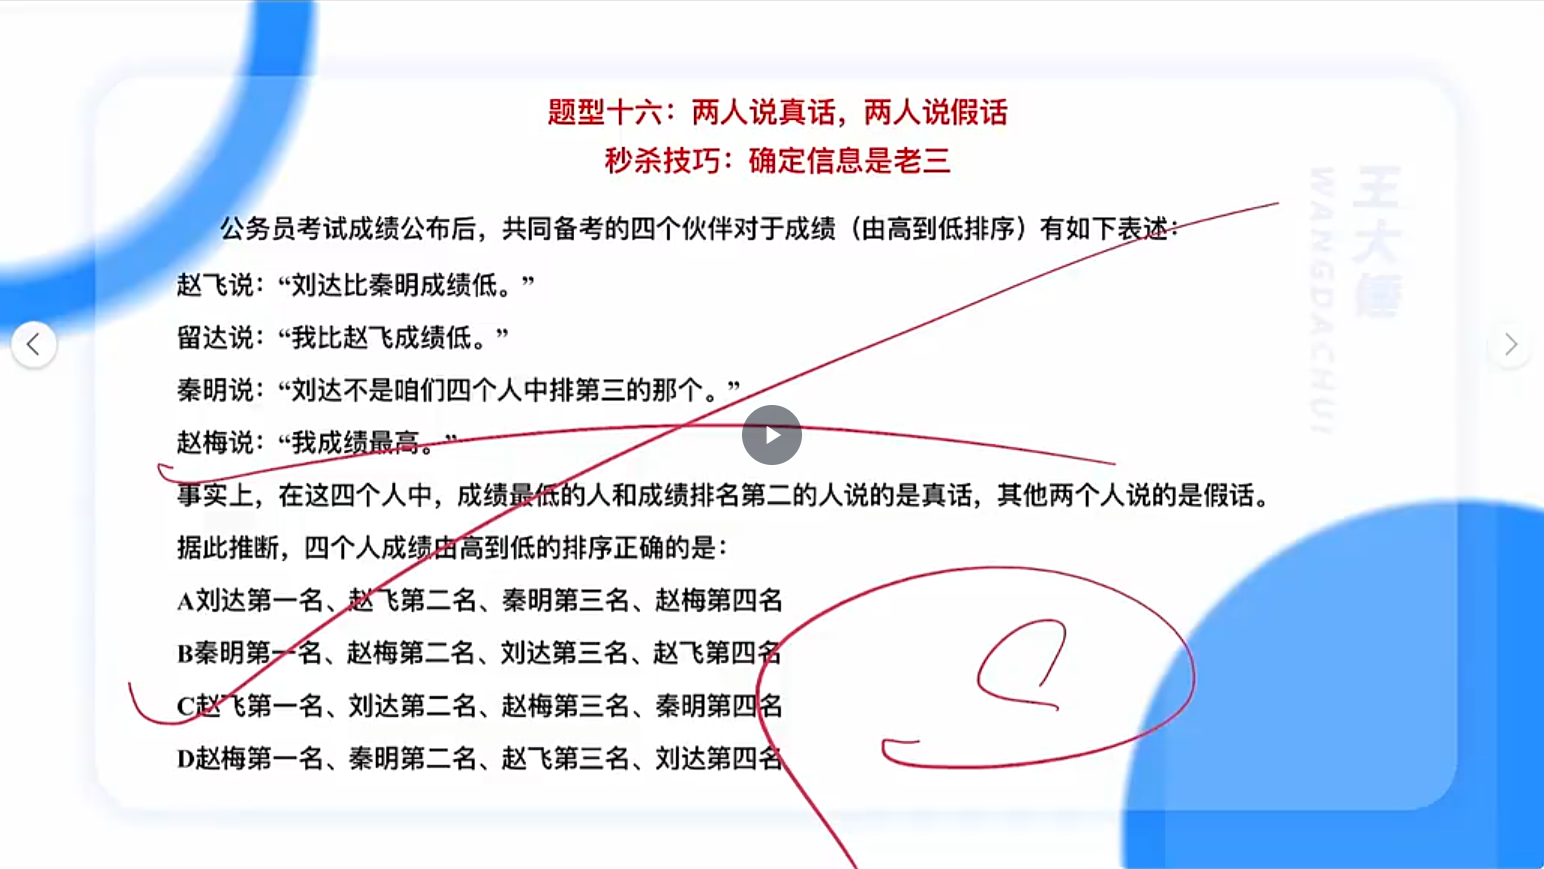 题型十六：两人说真话，两人说假话
秒杀技巧：确定信息是老三
公务员考试成绩公布后，共同备考的四个伙伴对于成绩（由高到低排序）有如下表述：
赵飞说：“刘达比秦明成绩低。”
留达说：“我比赵飞成绩低。”
秦明说：“刘达不是咱们四个人中排第三的那个。”
赵梅说：“我成绩最高。”
事实上，在这四个人中，成绩最低的人和成绩排名第二的人说的是真话，其他两个人说的是假话。
据此推断，四个人成绩由高到低的排序正确的是：
A刘达第一名、赵飞第二名、秦明第三名、赵梅第四名
B秦明第一名、赵梅第二名、刘达第三名、赵飞第四名
C赵飞第一名、刘达第二名、赵梅第三名、秦明第四名
D赵梅第一名、秦明第二名、赵飞第三名、刘达第四名
王大锤
WANGDACHUI